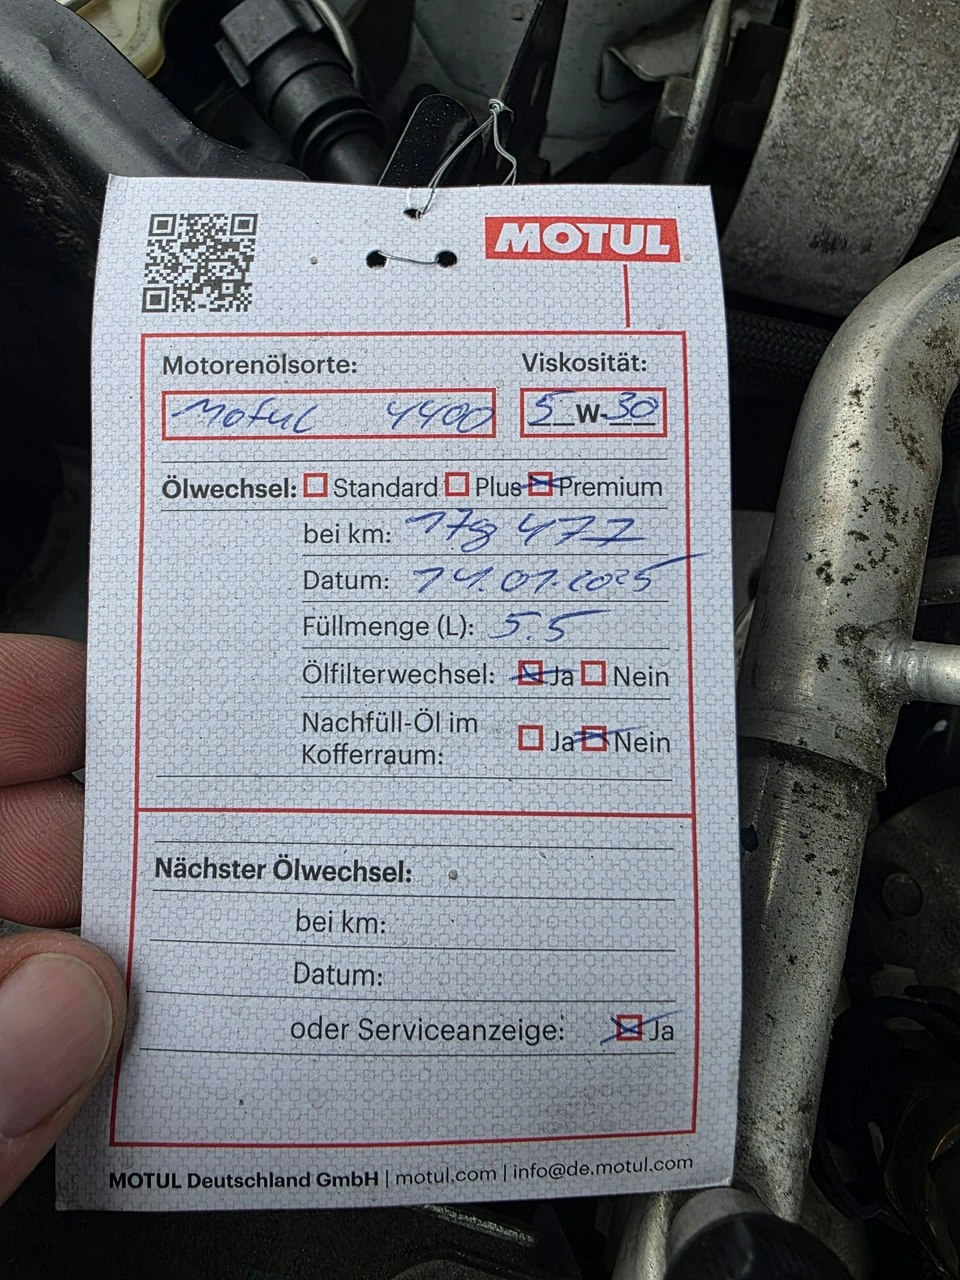 MOTUL
Motorenölsorte: Viskosität:
Motul 4400 5 W-30
Ölwechsel: Standard Plus Premium
bei km: 178 477
Datum: 14.01.2025
Füllmenge (L): 5.5
Ölfilterwechsel: Ja Nein
Nachfüll-Öl im
Kofferraum: Ja Nein
Nächster Ölwechsel:
bei km:
Datum:
oder Serviceanzeige: Ja
MOTUL Deutschland GmbH | motul.com | info@de.motul.com